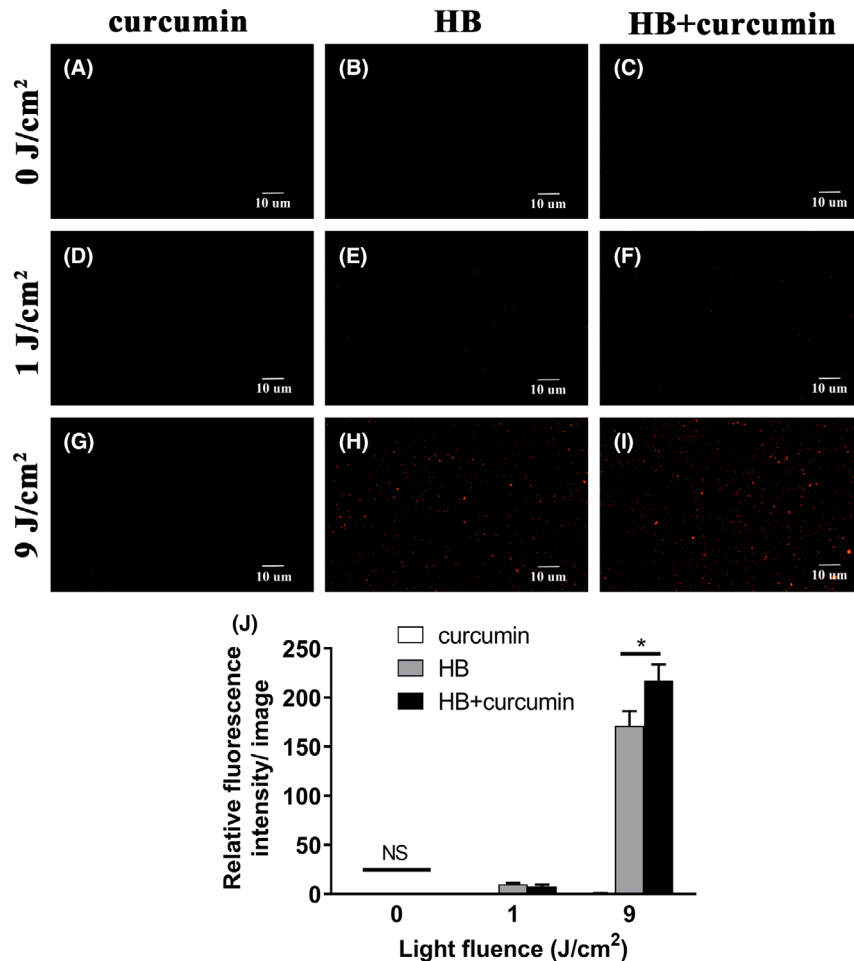 curcumin HB HB+curcumin
0 J/cm²
(A) (B) (C)
10 um 10 um 10 um
1 J/cm²
(D) (E) (F)
10 um 10 um 10 um
9 J/cm²
(G) (H) (I)
10 um 10 um 10 um
(J)
curcumin
HB
HB+curcumin
Relative fluorescence
intensity/ image
250
200
150
100
50
0
NS
*
0 1 9
Light fluence (J/cm²)